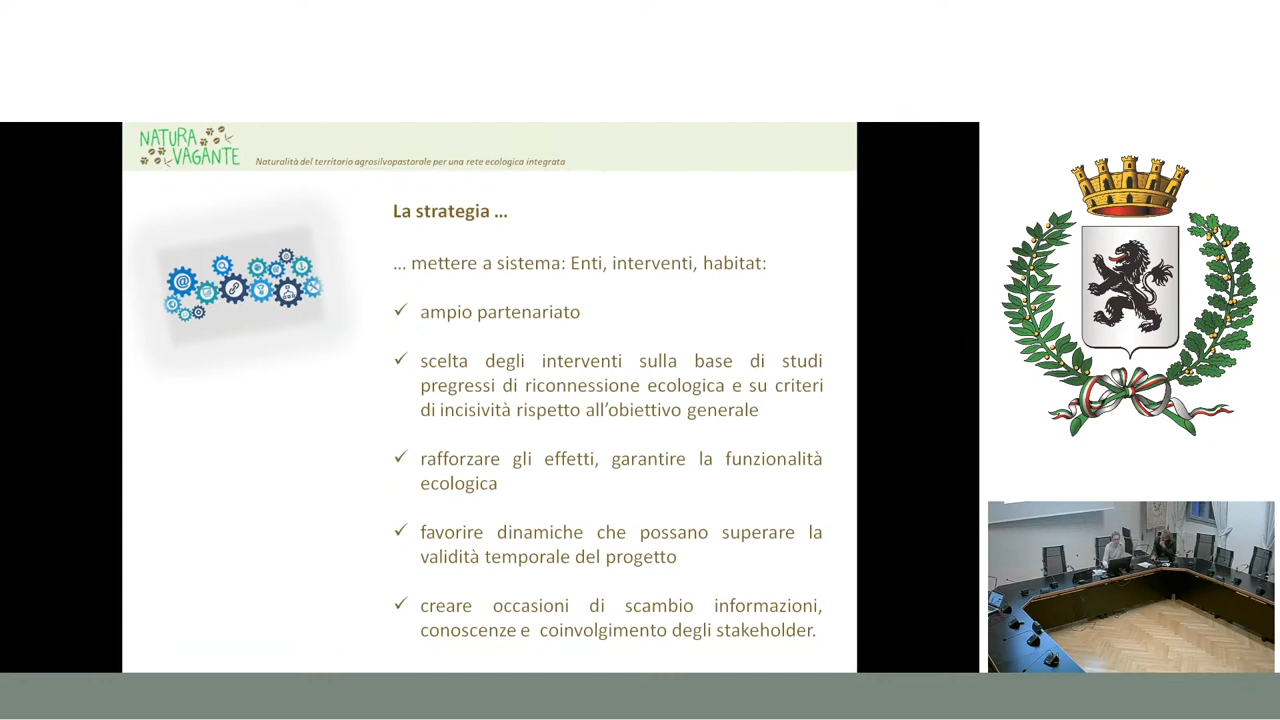 NATURA
VAGANTE
Naturalità del territorio agrosilvopastorale per una rete ecologica integrata
La strategia ...
... mettere a sistema: Enti, interventi, habitat:
✓ ampio partenariato
✓ scelta degli interventi sulla base di studi
pregressi di riconnessione ecologica e su criteri
di incisività rispetto all'obiettivo generale
✓ rafforzare gli effetti, garantire la funzionalità
ecologica
✓ favorire dinamiche che possano superare la
validità temporale del progetto
✓ creare occasioni di scambio informazioni,
conoscenze e coinvolgimento degli stakeholder.